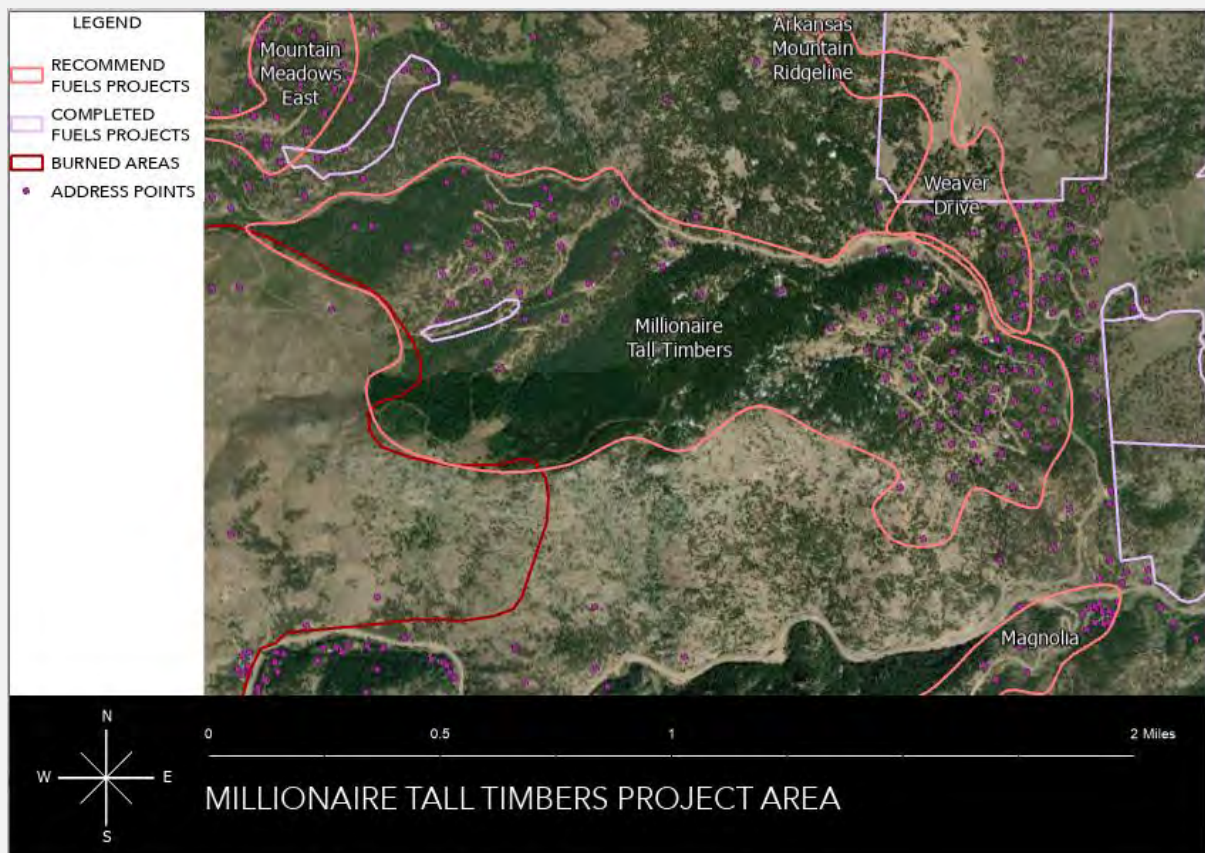 LEGEND
RECOMMEND
FUELS PROJECTS
COMPLETED
FUELS PROJECTS
BURNED AREAS
ADDRESS POINTS
Mountain
Meadows
East
Arkansas
Mountain
Ridgeline
Weaver
Drive
Millionaire
Tall Timbers
Magnolia
N
W
E
S
0
0.5
1
2 Miles
MILLIONAIRE TALL TIMBERS PROJECT AREA